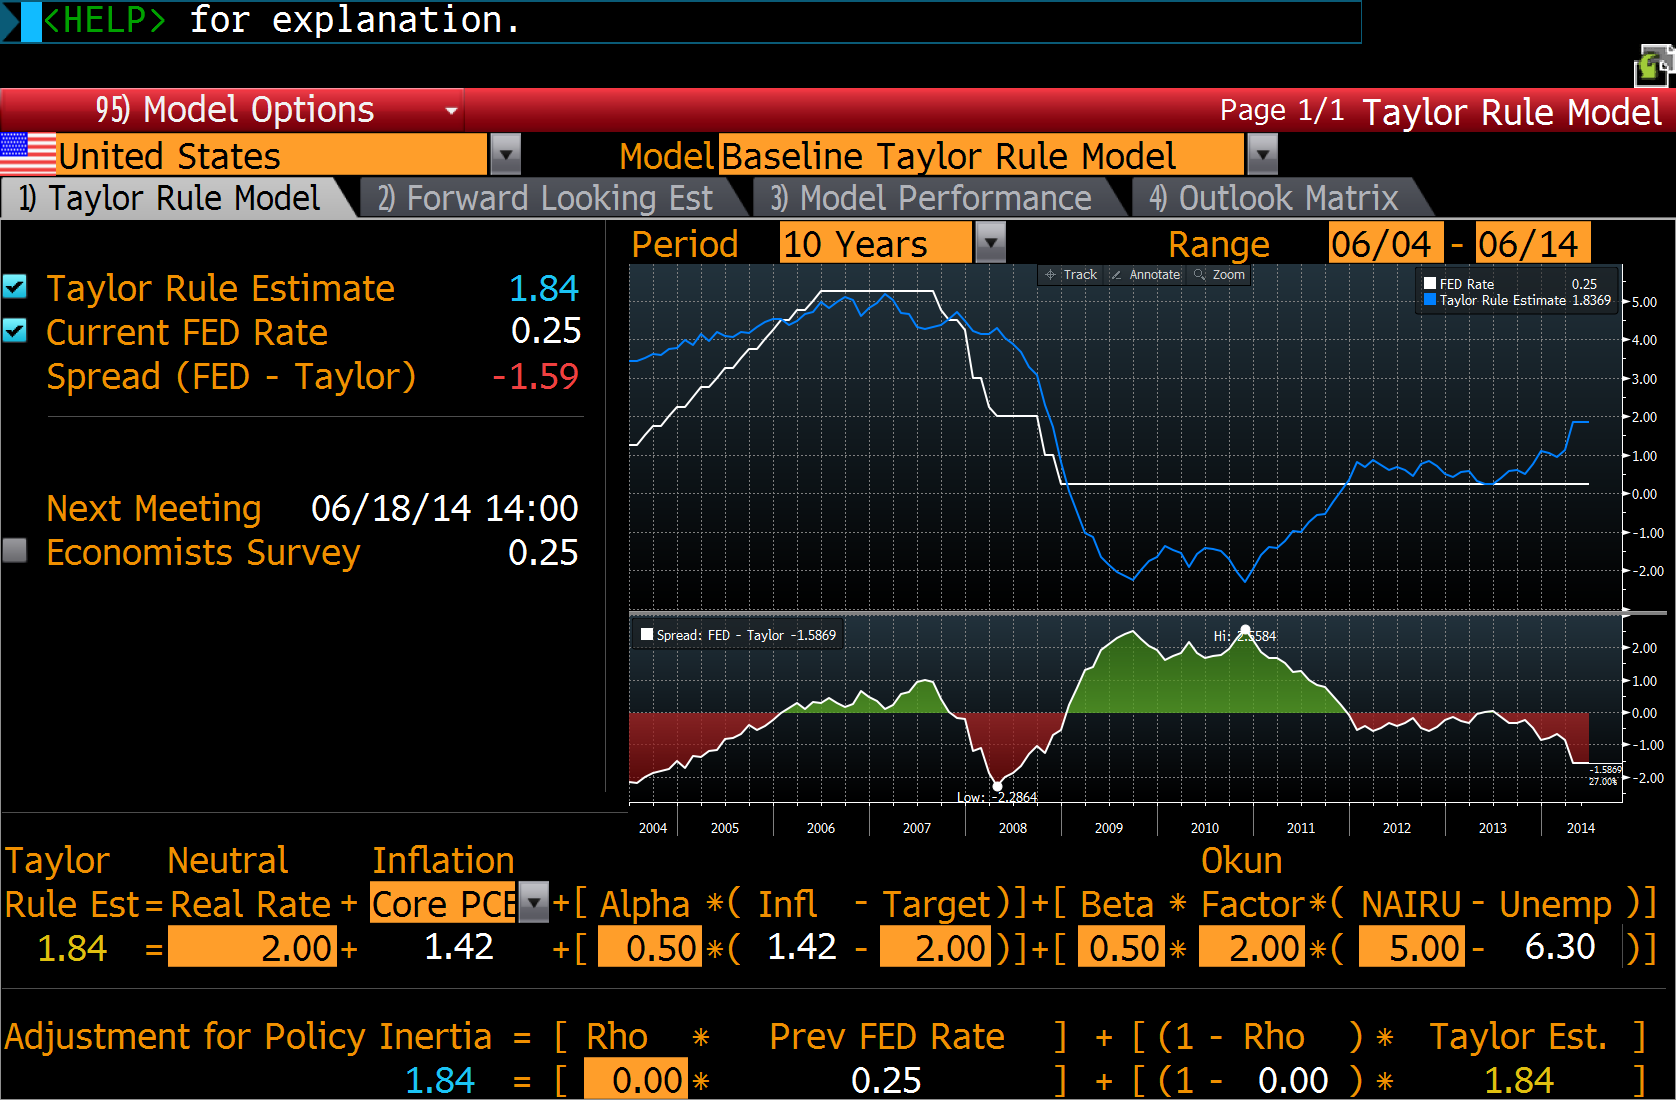 <HELP> for explanation.
95) Model Options Page 1/1 Taylor Rule Model
United States Model Baseline Taylor Rule Model
1) Taylor Rule Model 2) Forward Looking Est 3) Model Performance 4) Outlook Matrix
Period 10 Years Range 06/04 - 06/14
Track Annotate Zoom
Taylor Rule Estimate 1.84
Current FED Rate 0.25
Spread (FED - Taylor) -1.59
Next Meeting 06/18/14 14:00
Economists Survey 0.25
FED Rate 0.25
Taylor Rule Estimate 1.8369
5.00
4.00
3.00
2.00
1.00
0.00
-1.00
-2.00
Spread: FED - Taylor -1.5869
Hi: 2.5584
Low: -2.2864
2.00
1.00
0.00
-1.00
-1.5869
27.00%
-2.00
2004 2005 2006 2007 2008 2009 2010 2011 2012 2013 2014
Taylor Neutral Inflation Okun
Rule Est = Real Rate + Core PCE +[ Alpha *( Infl - Target )]+[ Beta * Factor *( NAIRU - Unemp )]
1.84 = 2.00 + 1.42 +[ 0.50 *( 1.42 - 2.00 )]+[ 0.50 * 2.00 *( 5.00 - 6.30 )]
Adjustment for Policy Inertia = [ Rho * Prev FED Rate ] + [ (1 - Rho ) * Taylor Est. ]
1.84 = [ 0.00 * 0.25 ] + [ (1 - 0.00 ) * 1.84 ]